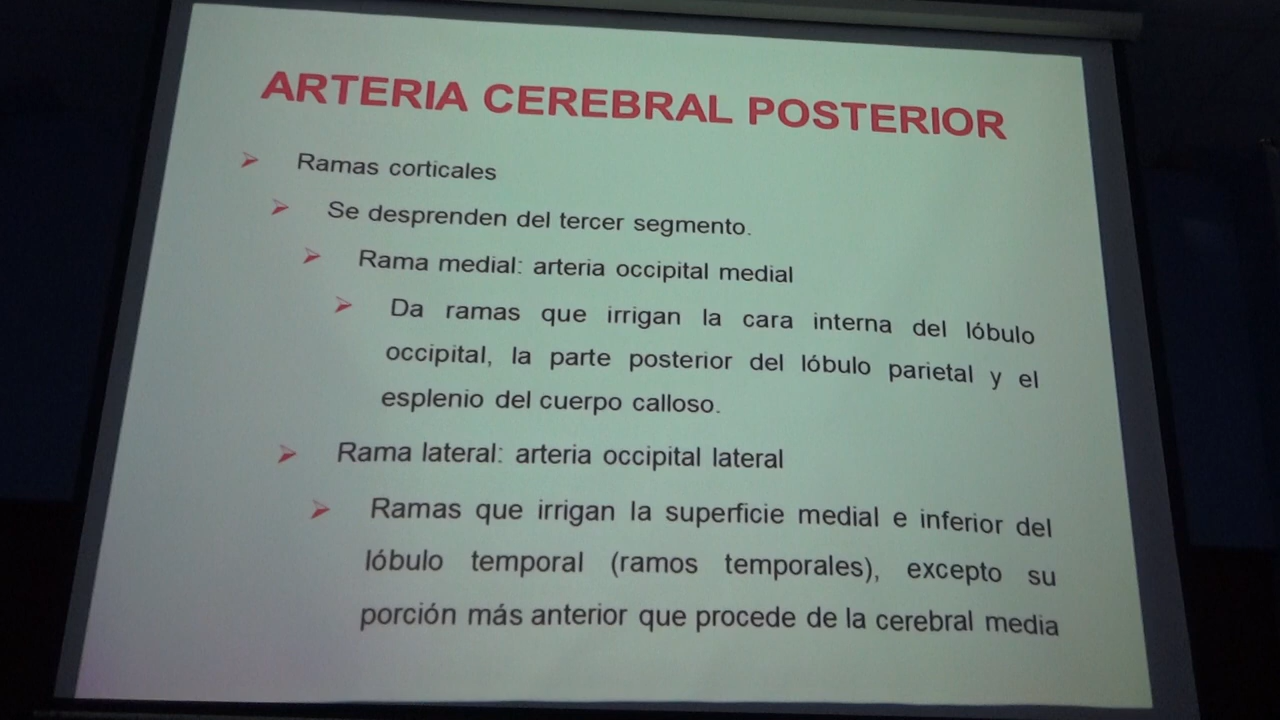 ARTERIA CEREBRAL POSTERIOR
Ramas corticales
Se desprenden del tercer segmento.
Rama medial: arteria occipital medial
Da ramas que irrigan la cara interna del lóbulo
occipital, la parte posterior del lóbulo parietal y el
esplenio del cuerpo calloso.
Rama lateral: arteria occipital lateral
Ramas que irrigan la superficie medial e inferior del
lóbulo temporal (ramos temporales), excepto su
porción más anterior que procede de la cerebral media